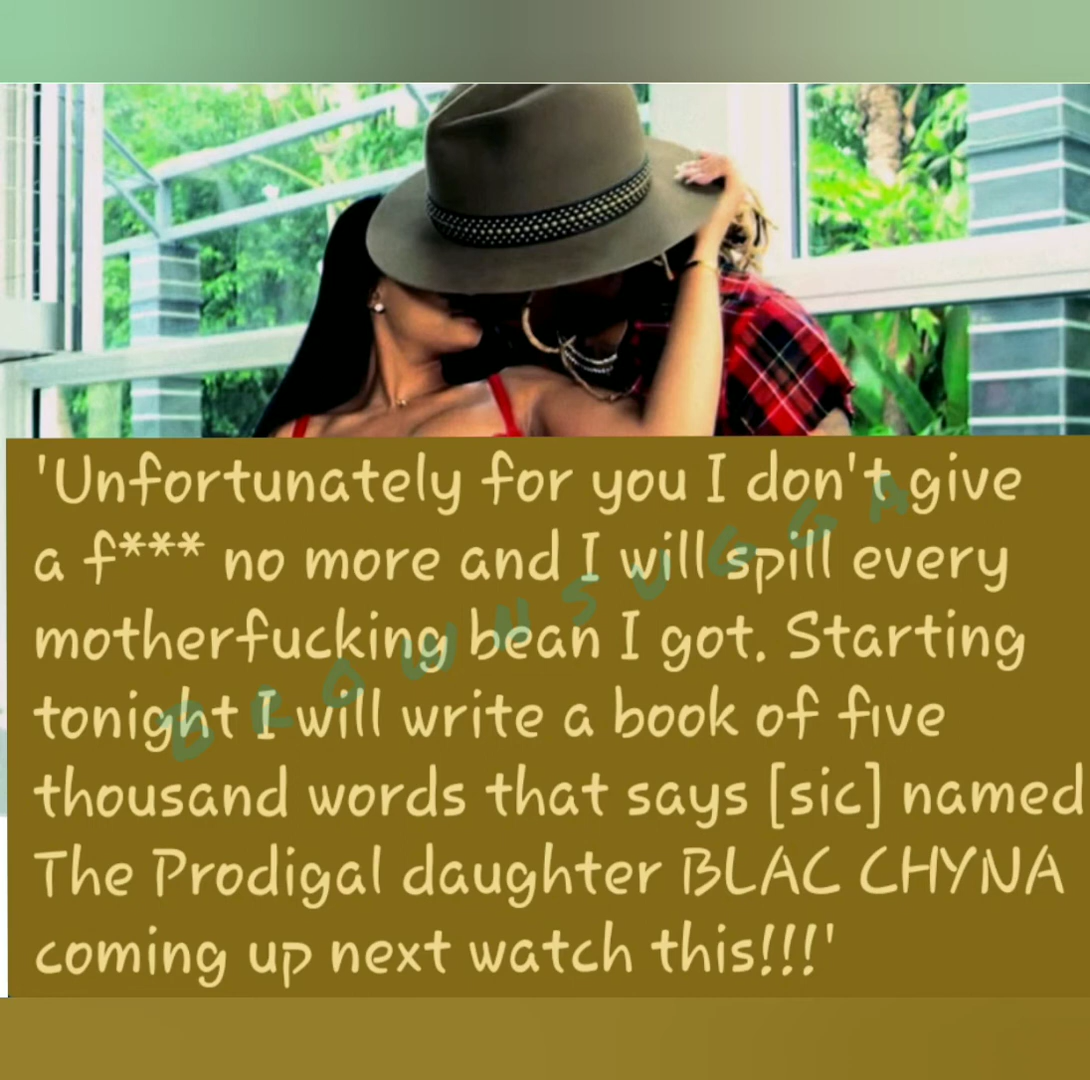 'Unfortunately for you I don't give
a f*** no more and I will spill every
motherfucking bean I got. Starting
tonight I will write a book of five
thousand words that says [sic] named
The Prodigal daughter BLAC CHYNA
coming up next watch this!!!'
BROWNSUGGA